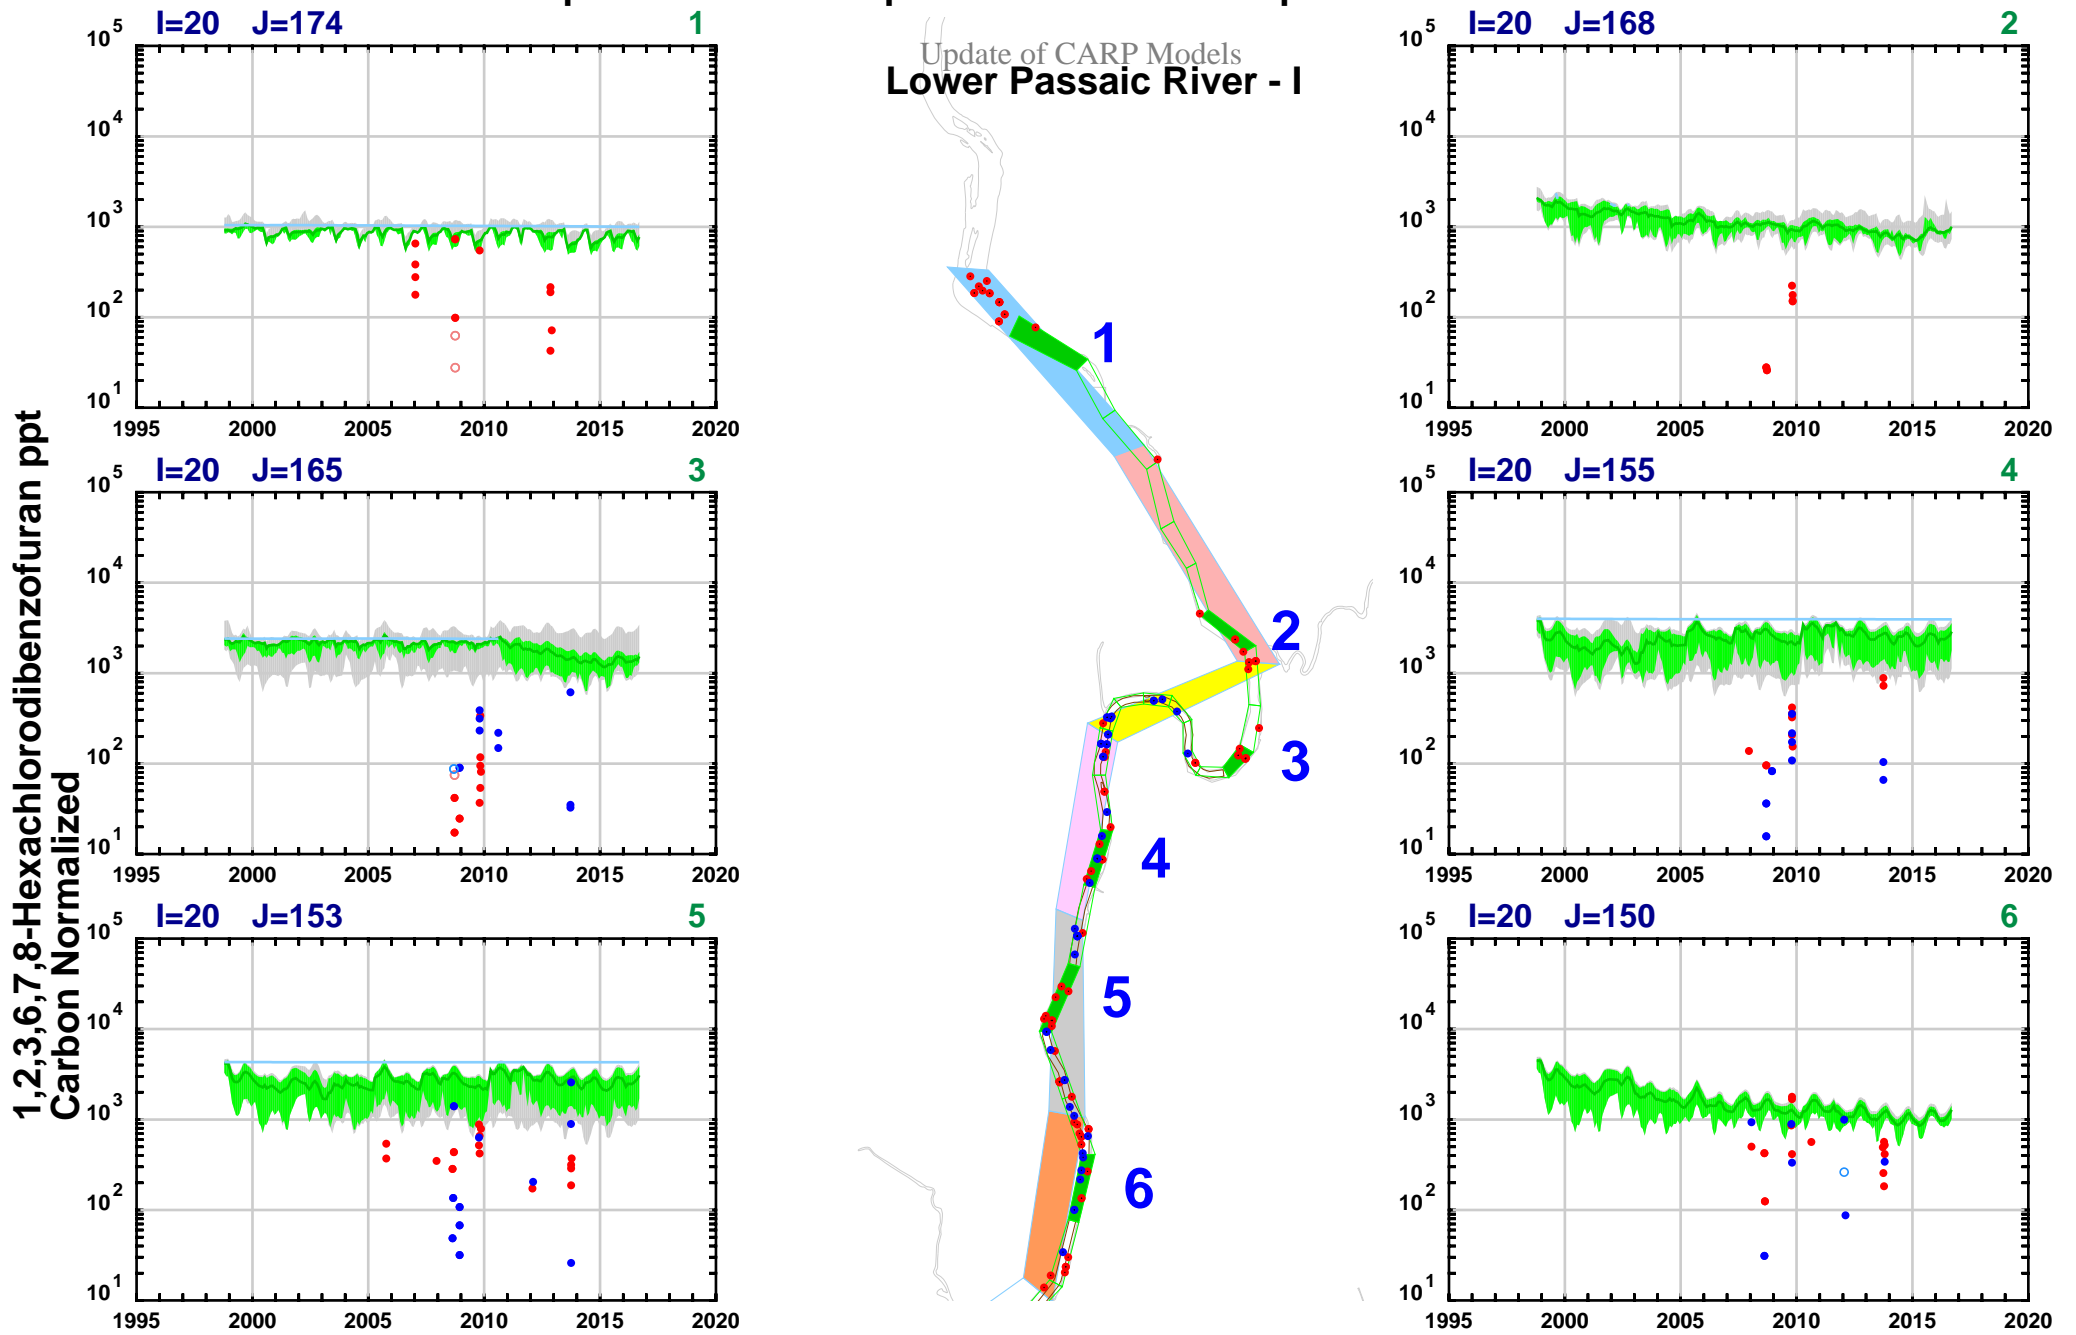 Update of CARP Models
Lower Passaic River - I
1,2,3,6,7,8-Hexachlorodibenzofuran ppt
Carbon Normalized
I=20 J=174 1
10^5
10^4
10^3
10^2
10^1
1995 2000 2005 2010 2015 2020
I=20 J=168 2
10^5
10^4
10^3
10^2
10^1
1995 2000 2005 2010 2015 2020
I=20 J=165 3
10^5
10^4
10^3
10^2
10^1
1995 2000 2005 2010 2015 2020
I=20 J=155 4
10^5
10^4
10^3
10^2
10^1
1995 2000 2005 2010 2015 2020
I=20 J=153 5
10^5
10^4
10^3
10^2
10^1
1995 2000 2005 2010 2015 2020
I=20 J=150 6
10^5
10^4
10^3
10^2
10^1
1995 2000 2005 2010 2015 2020
1
2
3
4
5
6